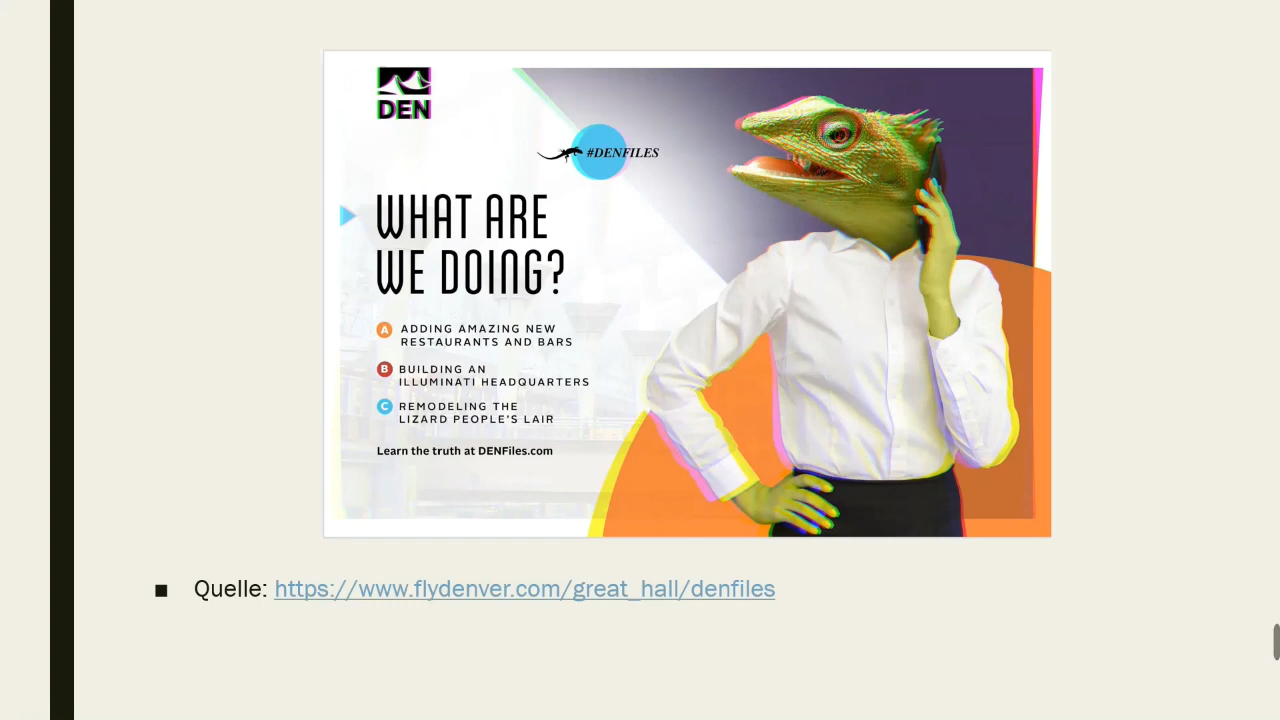 DEN
#DENFILES
WHAT ARE
WE DOING?
A ADDING AMAZING NEW
RESTAURANTS AND BARS
B BUILDING AN
ILLUMINATI HEADQUARTERS
C REMODELING THE
LIZARD PEOPLE'S LAIR
Learn the truth at DENFiles.com
Quelle: https://www.flydenver.com/great_hall/denfiles